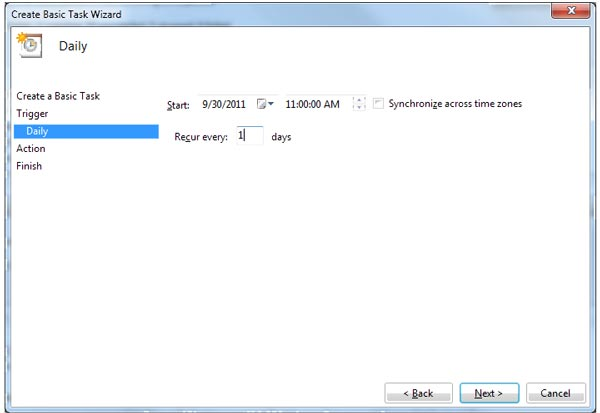 Create Basic Task Wizard
Daily
Create a Basic Task
Trigger
Daily
Action
Finish
Start: 9/30/2011 11:00:00 AM Synchronize across time zones
Recur every: 1 days
< Back Next > Cancel